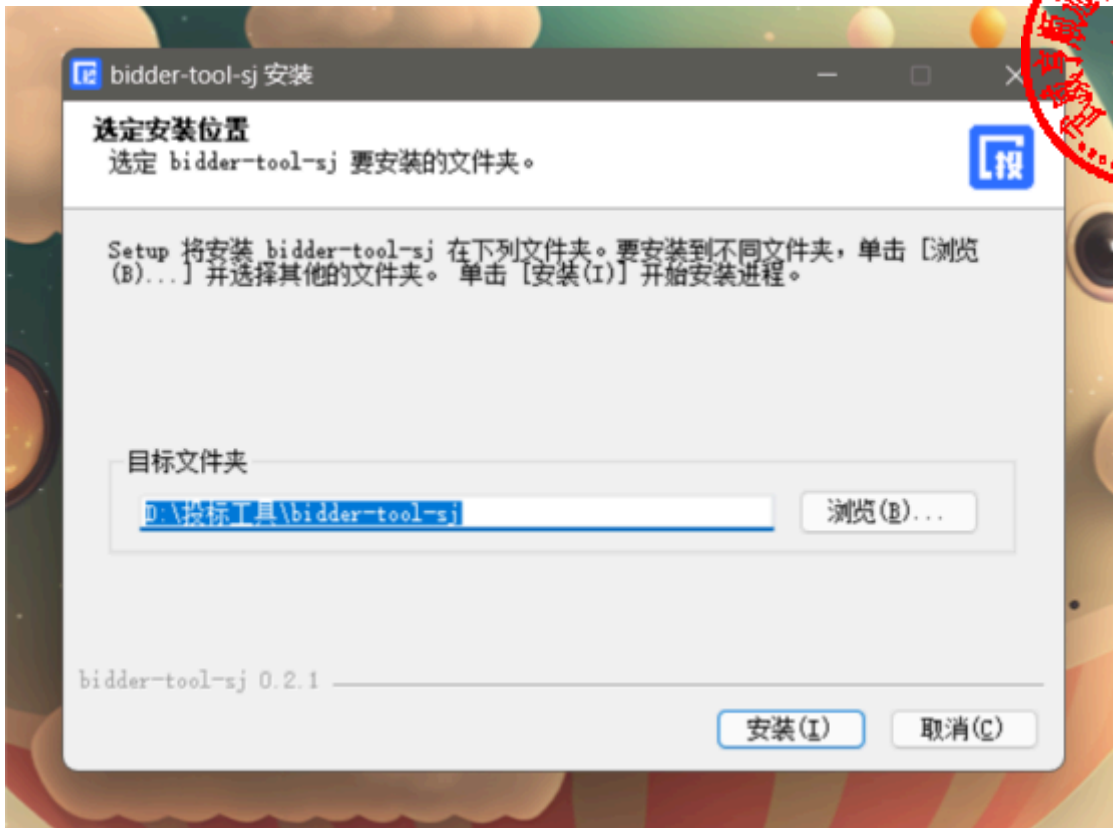 bidder-tool-sj 安装
选定安装位置
选定 bidder-tool-sj 要安装的文件夹。
投
Setup 将安装 bidder-tool-sj 在下列文件夹。要安装到不同文件夹，单击 [浏览
(B)...] 并选择其他的文件夹。 单击 [安装(I)] 开始安装进程。
目标文件夹
D:\投标工具\bidder-tool-sj
浏览(B)...
bidder-tool-sj 0.2.1
安装(I)
取消(C)